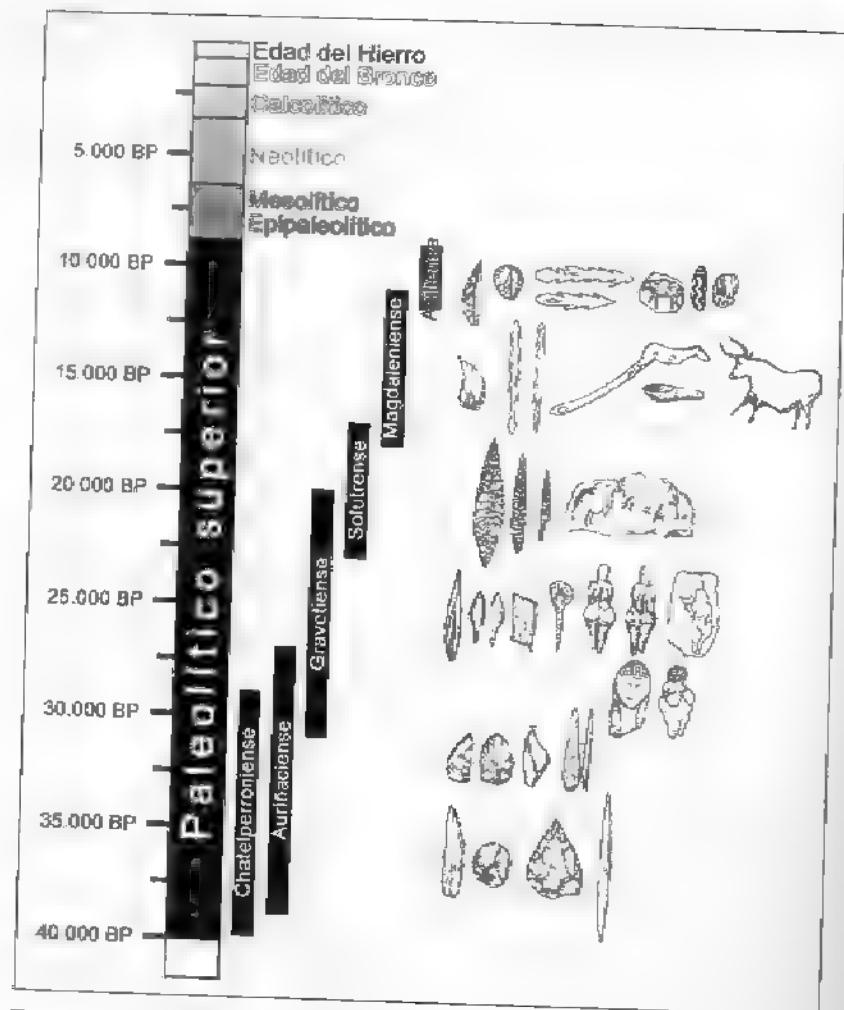 Edad del Hierro
Edad del Bronce
Calcolítico
5.000 BP
Neolítico
Mesolítico
Epipaleolítico
10 000 BP
Aziliense
Magdaleniense
15.000 BP
Solutrense
20 000 BP
Gravetiense
25.000 BP
Paleolítico superior
30.000 BP
Chatelperroniense
Auriñaciense
35.000 BP
40 000 BP